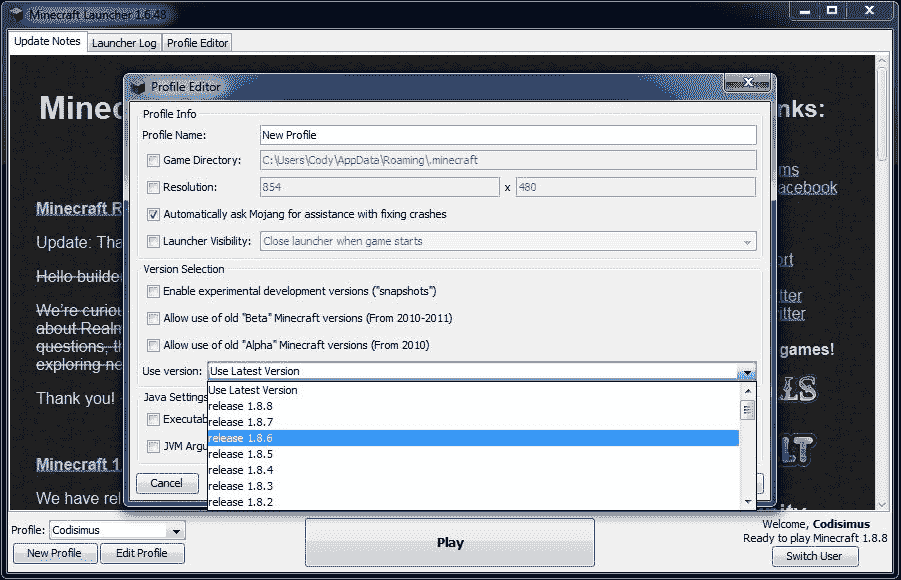 Minecraft Launcher 1.6.48
Update Notes
Launcher Log
Profile Editor
Minec
nks:
Profile Editor
X
Profile Info
Profile Name:
New Profile
Game Directory:
C:\Users\Cody\AppData\Roaming\.minecraft
ms
Resolution:
854
x
480
acebook
Minecraft R
Automatically ask Mojang for assistance with fixing crashes
Update: Tha
Launcher Visibility:
Close launcher when game starts
ort
Hello builde
Version Selection
Enable experimental development versions ("snapshots")
tter
We're curiou
Allow use of old "Beta" Minecraft versions (From 2010-2011)
itter
about Realm
questions, th
Allow use of old "Alpha" Minecraft versions (From 2010)
games!
exploring ne
Use version:
Use Latest Version
Use Latest Version
Thank you! -
Java Settings
release 1.8.8
Executab
release 1.8.7
release 1.8.6
JVM Argu
release 1.8.5
LT
Minecraft 1.
release 1.8.4
Cancel
release 1.8.3
We have rel
release 1.8.2
Profile:
Codisimus
New Profile
Edit Profile
Play
Welcome, Codisimus
Ready to play Minecraft 1.8.8
Switch User